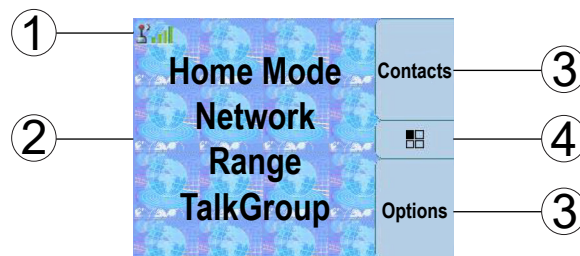 1
Home Mode
Contacts
3
Network
2
4
Range
TalkGroup
Options
3